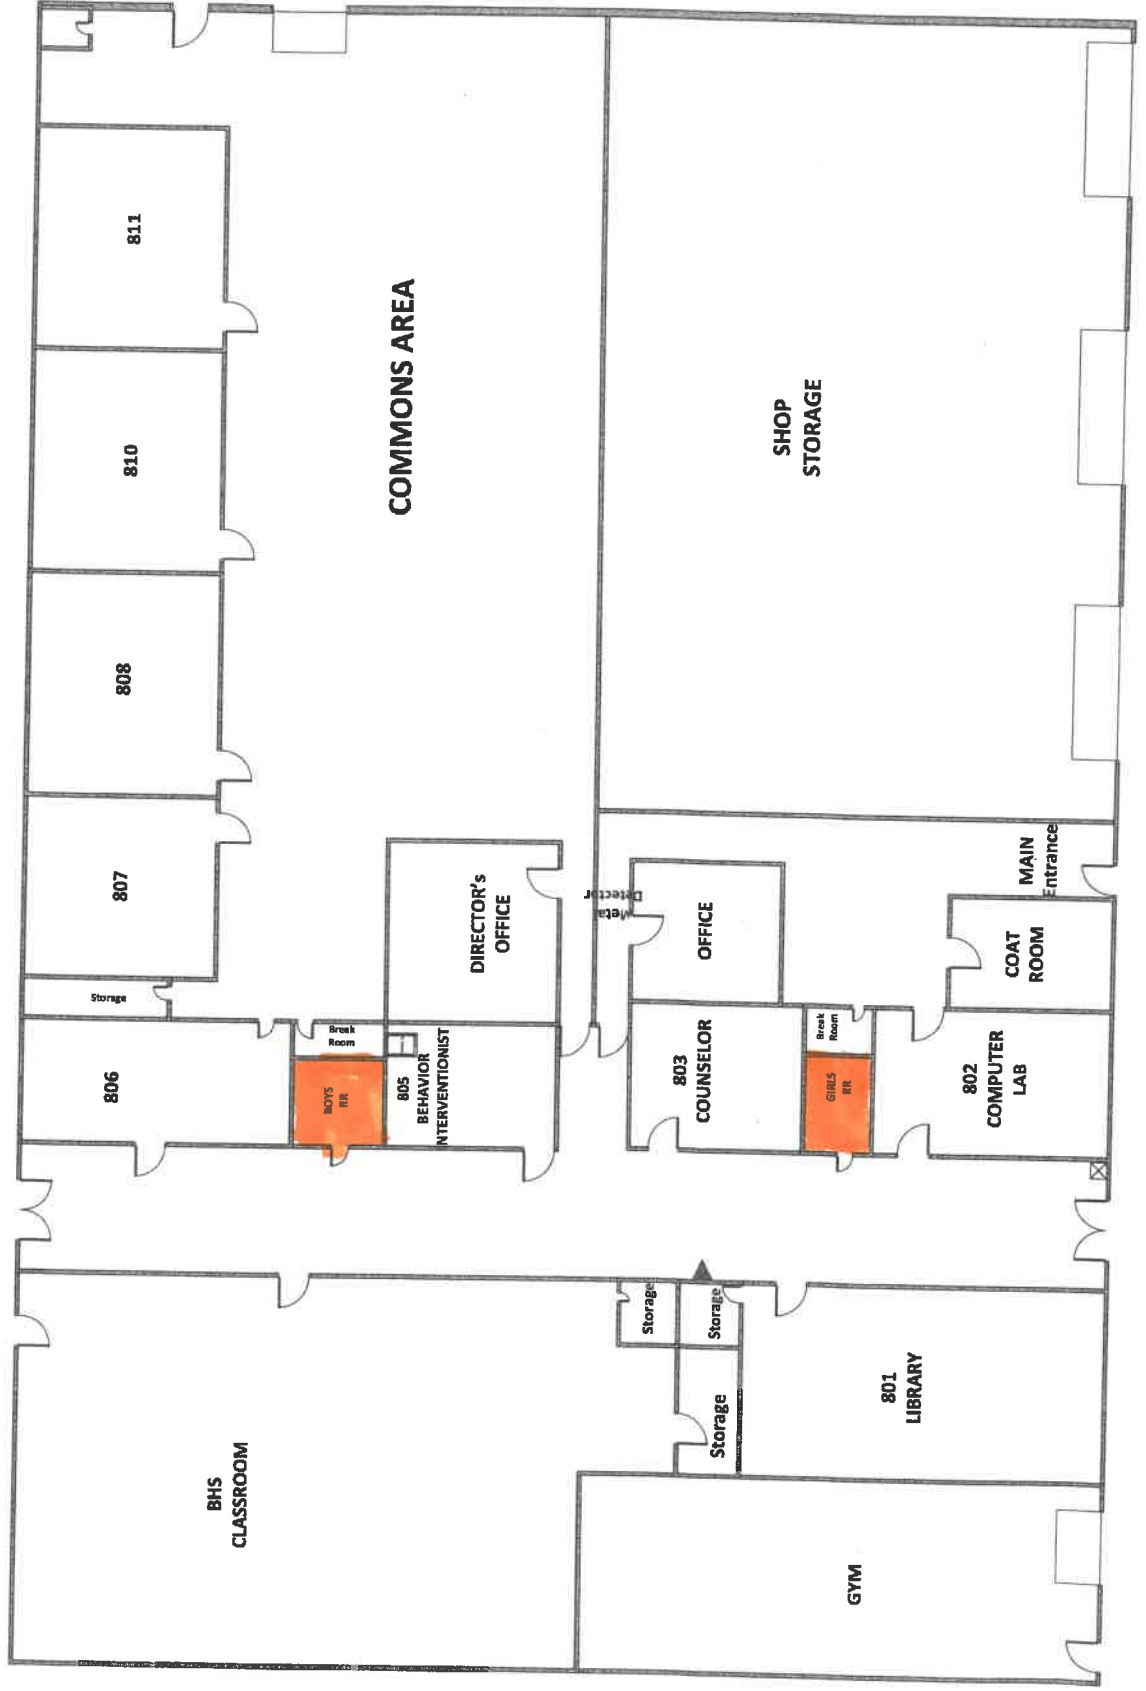 811
810
808
807
Storage
806
COMMONS AREA
DIRECTOR's
OFFICE
Break
Room
BOYS
RR
805
BEHAVIOR
NTERVENTIONIST
SHOP
STORAGE
Meta
Detector
OFFICE
MAIN
Entrance
COAT
ROOM
803
COUNSELOR
Break
Room
GIRLS
RR
802
COMPUTER
LAB
BHS
CLASSROOM
Storage
Storage
Storage
801
LIBRARY
GYM